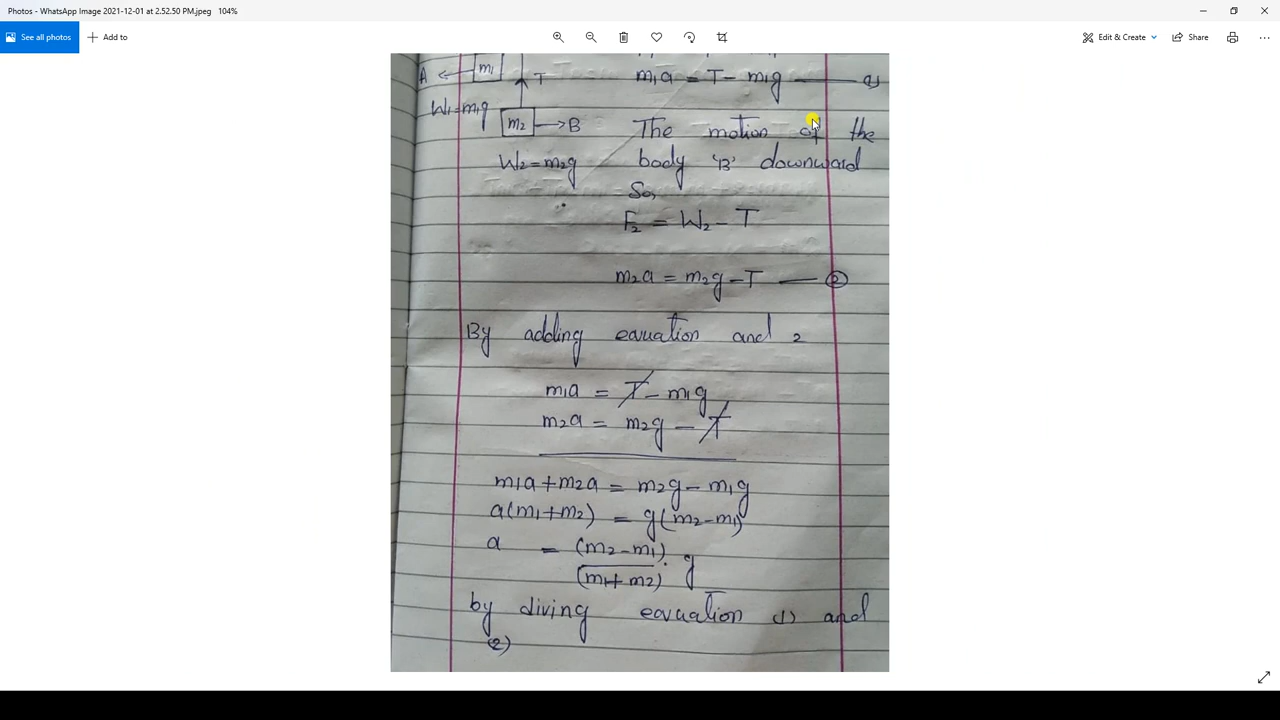 Photos - WhatsApp Image 2021-12-01 at 2.52.50 PM.jpeg 104%
See all photos
Add to
Edit & Create
Share
A
m1
T
m1a = T - m1g (1)
W1=m1g
m2
B
The motion of the
W2=m2g
body 'B' downward
So,
F2 = W2 - T
m2a = m2g - T (2)
By adding eauation and 2
m1a = T - m1g
m2a = m2g - T
m1a + m2a = m2g - m1g
a(m1+m2) = g(m2-m1)
a = (m2-m1)
(m1+m2) . g
by diving eauation (1) and
(2)